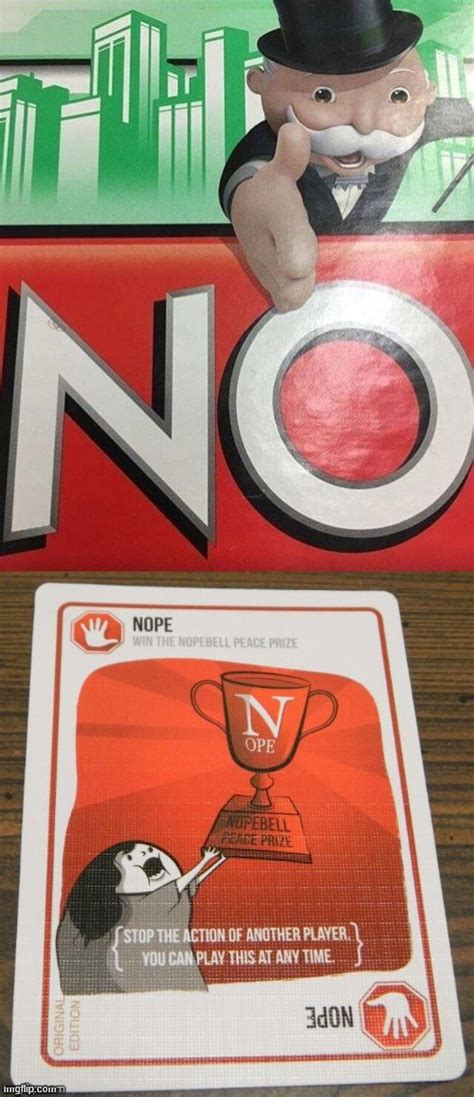 NO
NOPE
WIN THE NOPEBELL PEACE PRIZE
N
OPE
NOPEBELL
PEACE PRIZE
STOP THE ACTION OF ANOTHER PLAYER.
YOU CAN PLAY THIS AT ANY TIME.
ORIGINAL
EDITION
NOPE
imgflip.com